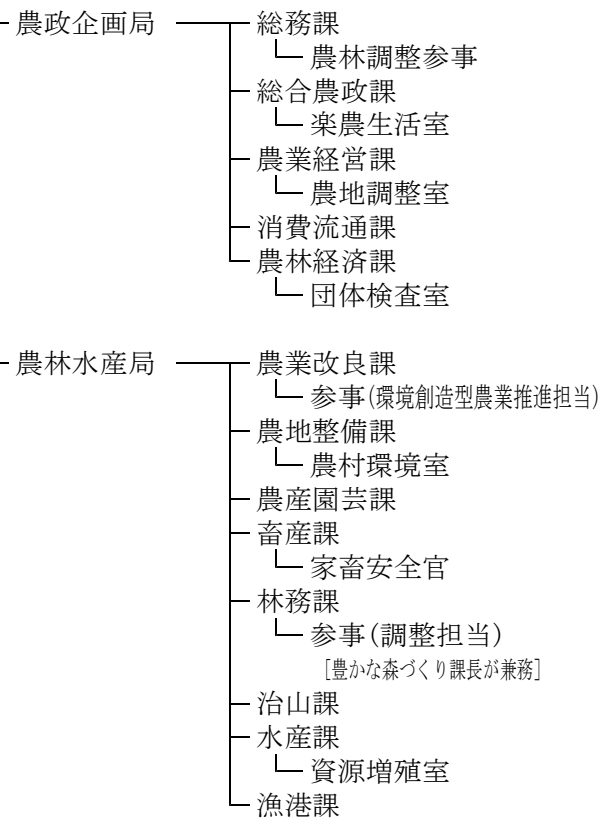 農政企画局
総務課
農林調整参事
総合農政課
楽農生活室
農業経営課
農地調整室
消費流通課
農林経済課
団体検査室
農林水産局
農業改良課
参事(環境創造型農業推進担当)
農地整備課
農村環境室
農産園芸課
畜産課
家畜安全官
林務課
参事(調整担当)
[豊かな森づくり課長が兼務]
治山課
水産課
資源増殖室
漁港課